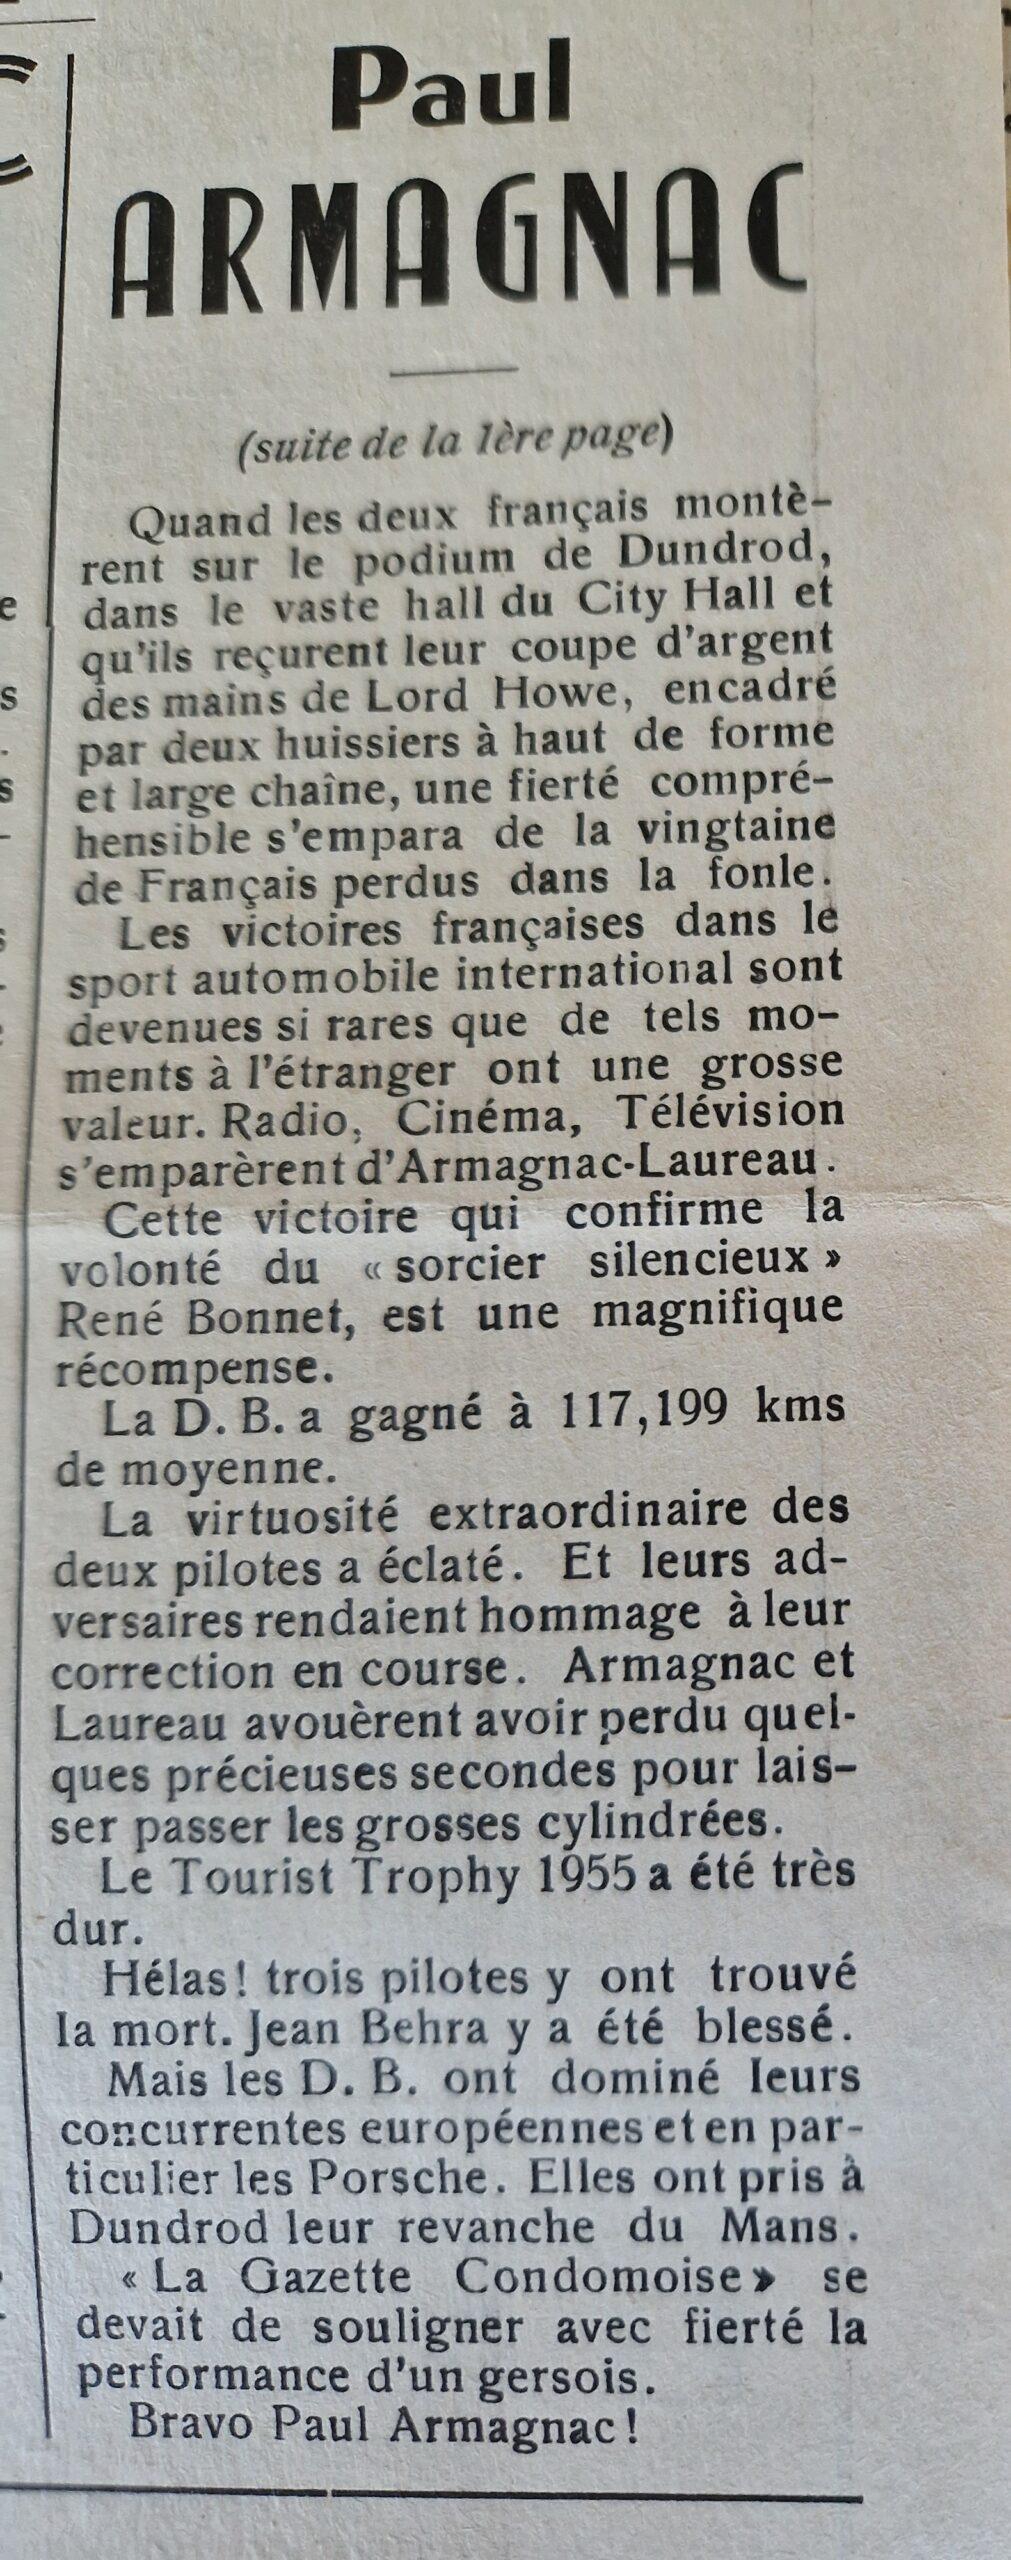 Paul
ARMAGNAC
(suite de la 1ère page)
Quand les deux français montè-
rent sur le podium de Dundrod,
dans le vaste hall du City Hall et
qu'ils reçurent leur coupe d'argent
des mains de Lord Howe, encadré
par deux huissiers à haut de forme
et large chaîne, une fierté compré-
hensible s'empara de la vingtaine
de Français perdus dans la fonle.
Les victoires françaises dans le
sport automobile international sont
devenues si rares que de tels mo-
ments à l'étranger ont une grosse
valeur. Radio, Cinéma, Télévision
s'emparèrent d'Armagnac-Laureau.
Cette victoire qui confirme la
volonté du « sorcier silencieux »
René Bonnet, est une magnifique
récompense.
La D. B. a gagné à 117,199 kms
de moyenne.
La virtuosité extraordinaire des
deux pilotes a éclaté. Et leurs ad-
versaires rendaient hommage à leur
correction en course. Armagnac et
Laureau avouèrent avoir perdu quel-
ques précieuses secondes pour lais-
ser passer les grosses cylindrées.
Le Tourist Trophy 1955 a été très
dur.
Hélas! trois pilotes y ont trouvé
la mort. Jean Behra y a été blessé.
Mais les D. B. ont dominé leurs
concurrentes européennes et en par-
ticulier les Porsche. Elles ont pris à
Dundrod leur revanche du Mans.
« La Gazette Condomoise» se
devait de souligner avec fierté la
performance d'un gersois.
Bravo Paul Armagnac!